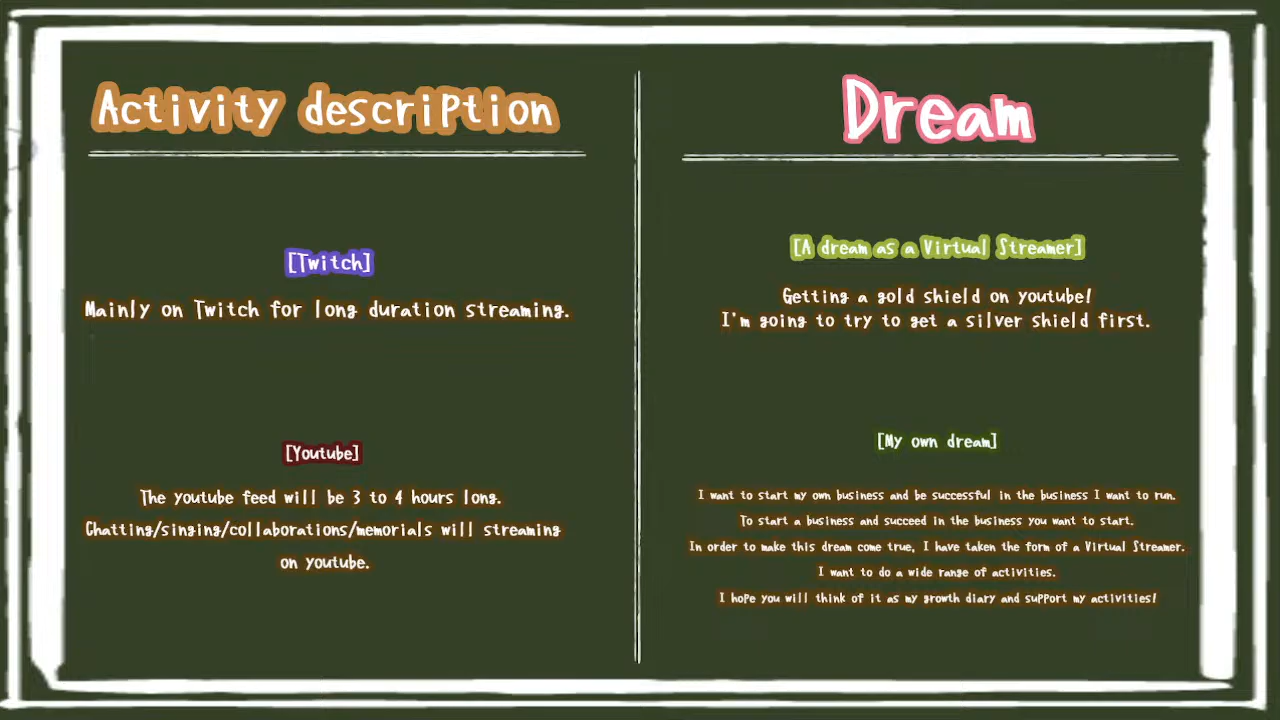 Activity description
[Twitch]
Mainly on Twitch for long duration streaming.
[Youtube]
The youtube feed will be 3 to 4 hours long.
Chatting/singing/collaborations/memorials will streaming
on youtube.
Dream
[A dream as a Virtual Streamer]
Getting a gold shield on youtube!
I'm going to try to get a silver shield first.
[My own dream]
I want to start my own business and be successful in the business I want to run.
To start a business and succeed in the business you want to start.
In order to make this dream come true, I have taken the form of a Virtual Streamer.
I want to do a wide range of activities.
I hope you will think of it as my growth diary and support my activities!